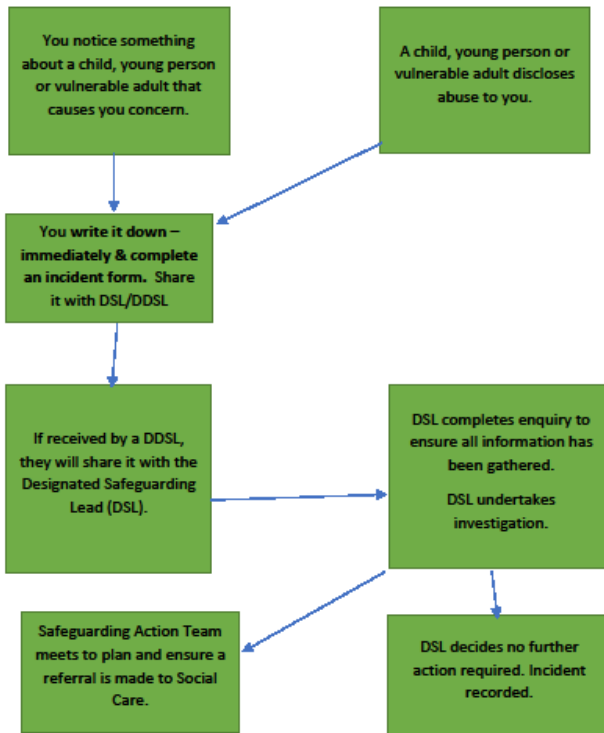 You notice something
about a child, young person
or vulnerable adult that
causes you concern.
A child, young person or
vulnerable adult discloses
abuse to you.
You write it down –
immediately & complete
an incident form. Share
it with DSL/DDSL
If received by a DDSL,
they will share it with the
Designated Safeguarding
Lead (DSL).
DSL completes enquiry to
ensure all information has
been gathered.
DSL undertakes
investigation.
Safeguarding Action Team
meets to plan and ensure a
referral is made to Social
Care.
DSL decides no further
action required. Incident
recorded.